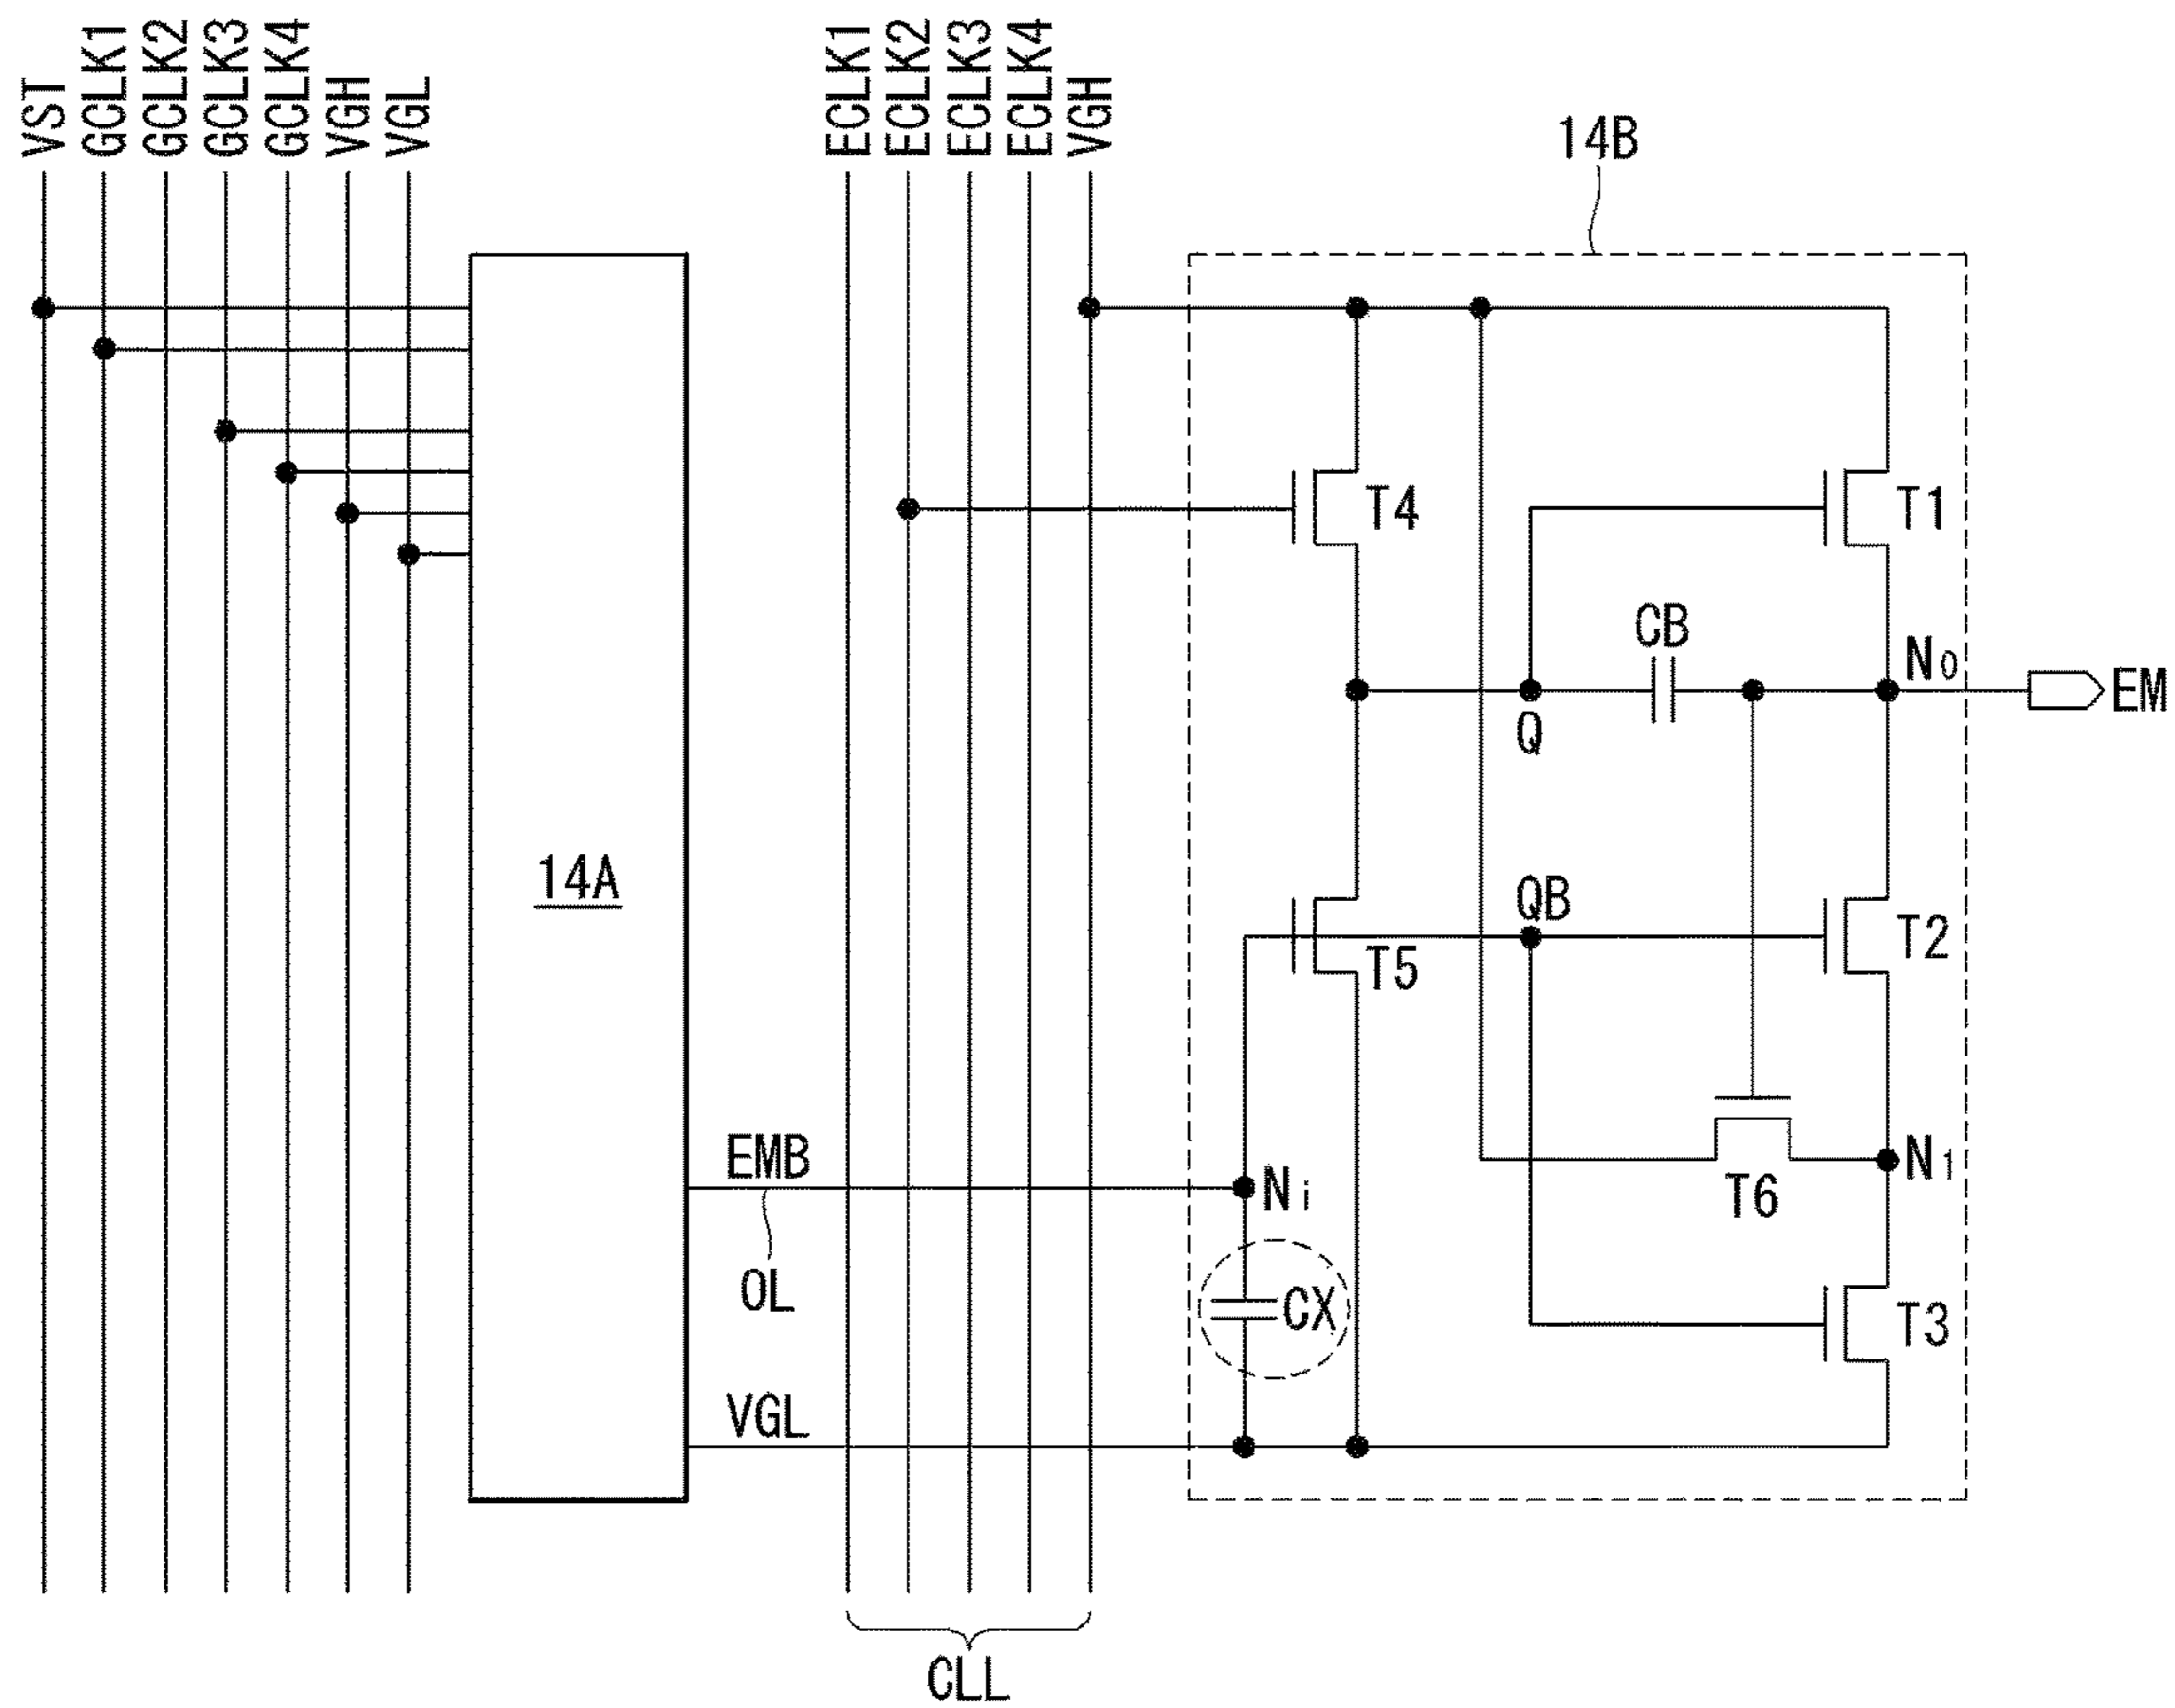 VST
GCLK1
GCLK2
GCLK3
GCLK4
VGH
VGL
ECLK1
ECLK2
ECLK3
ECLK4
VGH
14B
T4
T1
CB
N0
EM
Q
14A
QB
T5
T2
EMB
Ni
T6
N1
OL
CX
T3
VGL
CLL